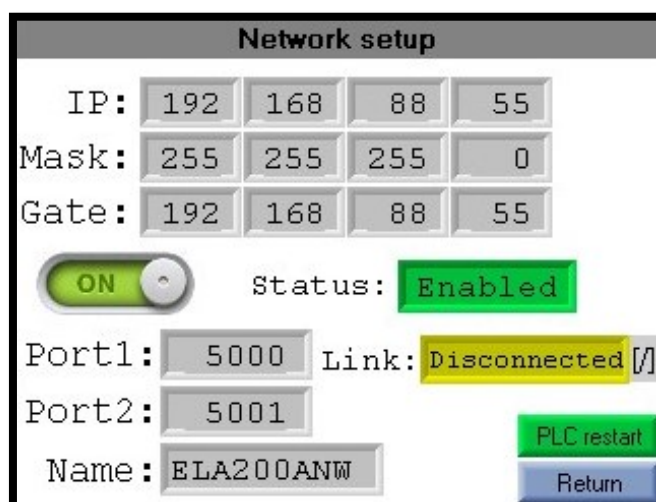 Network setup
IP: 192 168 88 55
Mask: 255 255 255 0
Gate: 192 168 88 55
ON Status: Enabled
Port1: 5000 Link: Disconnected [/]
Port2: 5001
PLC restart
Name: ELA200ANW
Return